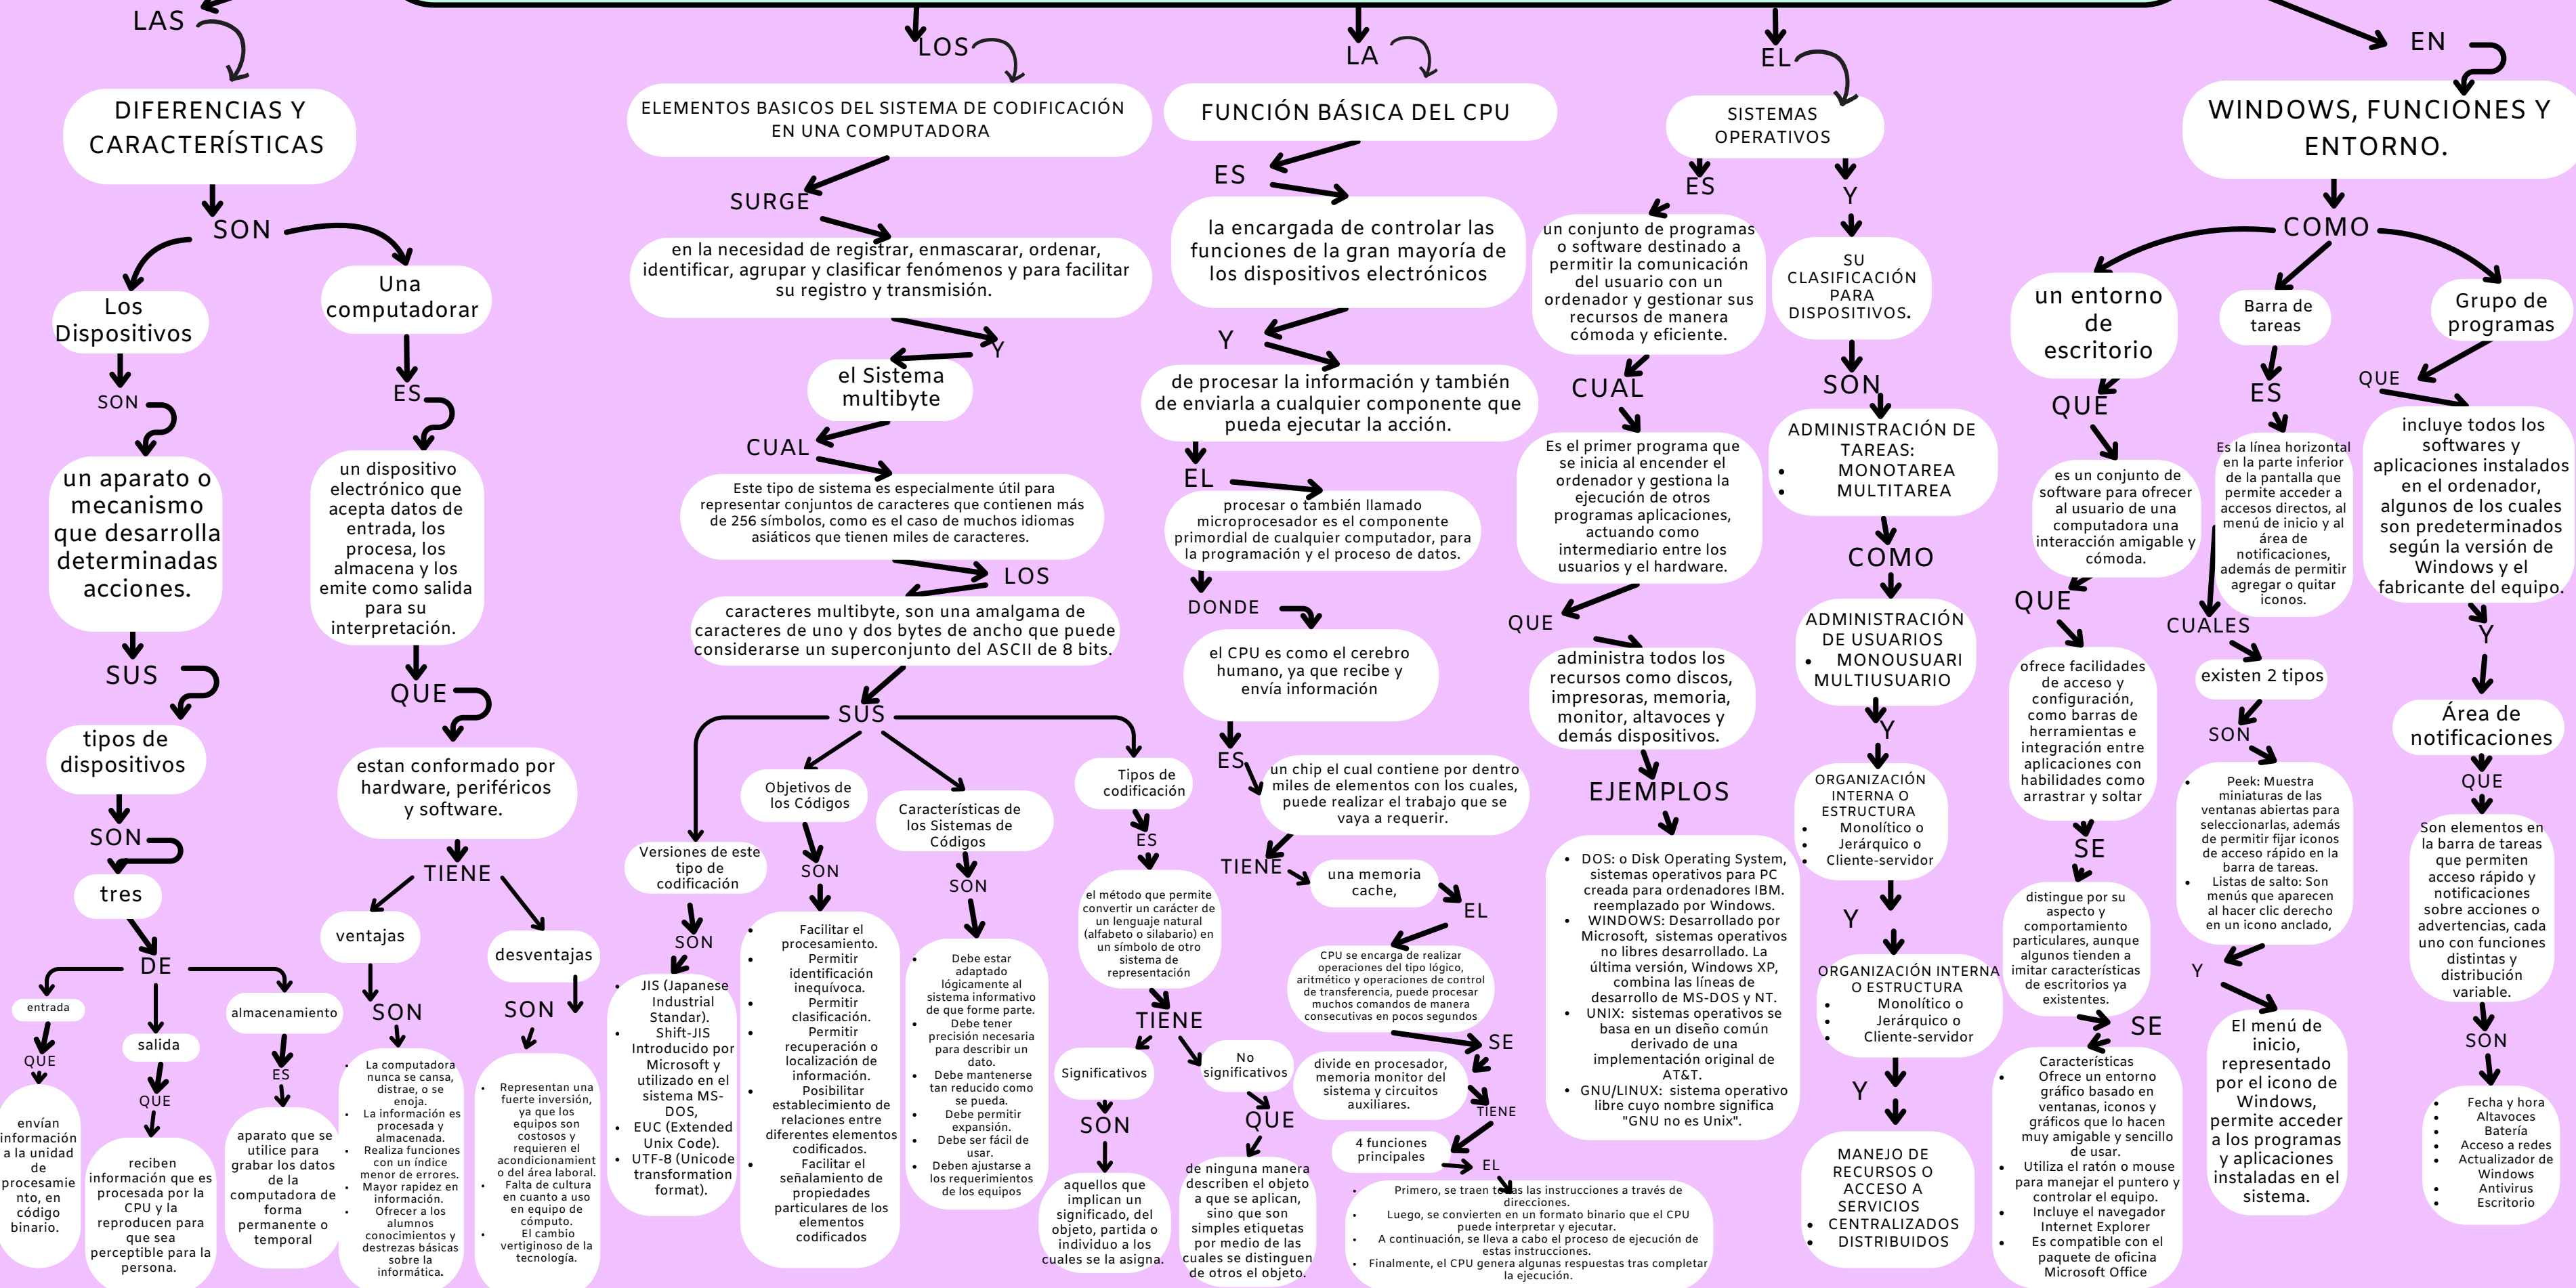 LAS
DIFERENCIAS Y
CARACTERÍSTICAS
SON
Los
Dispositivos
SON
un aparato o
mecanismo
que desarrolla
determinadas
acciones.
SUS
tipos de
dispositivos
SON
tres
DE
entrada
QUE
envían
información
a la unidad
de
procesamie
nto, en
código
binario.
salida
QUE
reciben
información que es
procesada por la
CPU y la
reproducen para
que sea
perceptible para la
persona.
almacenamiento
ES
aparato que se
utilice para
grabar los datos
de la
computadora de
forma
permanente o
temporal
Una
computadorar
ES
un dispositivo
electrónico que
acepta datos de
entrada, los
procesa, los
almacena y los
emite como salida
para su
interpretación.
QUE
estan conformado por
hardware, periféricos
y software.
TIENE
ventajas
SON
• La computadora
nunca se cansa,
distrae, o se
enoja.
• La información es
procesada y
almacenada.
• Realiza funciones
con un índice
menor de errores.
• Mayor rapidez en
información.
• Ofrecer a los
alumnos
conocimientos y
destrezas básicas
sobre la
informática.
desventajas
SON
• Representan una
fuerte inversión,
ya que los
equipos son
costosos y
requieren el
acondicionamient
o del área laboral.
• Falta de cultura
en cuanto a uso
en equipo de
cómputo.
• El cambio
vertiginoso de la
tecnología.
LOS
ELEMENTOS BASICOS DEL SISTEMA DE CODIFICACIÓN
EN UNA COMPUTADORA
SURGE
en la necesidad de registrar, enmascarar, ordenar,
identificar, agrupar y clasificar fenómenos y para facilitar
su registro y transmisión.
Y
el Sistema
multibyte
CUAL
Este tipo de sistema es especialmente útil para
representar conjuntos de caracteres que contienen más
de 256 símbolos, como es el caso de muchos idiomas
asiáticos que tienen miles de caracteres.
LOS
caracteres multibyte, son una amalgama de
caracteres de uno y dos bytes de ancho que puede
considerarse un superconjunto del ASCII de 8 bits.
SUS
Versiones de este
tipo de
codificación
SON
• JIS (Japanese
Industrial
Standar).
• Shift-JIS
Introducido por
Microsoft y
utilizado en el
sistema MS-
DOS,
• EUC (Extended
Unix Code).
• UTF-8 (Unicode
transformation
format).
Objetivos de
los Códigos
SON
• Facilitar el
procesamiento.
• Permitir
identificación
inequívoca.
• Permitir
clasificación.
• Permitir
recuperación o
localización de
información.
• Posibilitar
establecimiento de
relaciones entre
diferentes elementos
codificados.
• Facilitar el
señalamiento de
propiedades
particulares de los
elementos
codificados
Características de
los Sistemas de
Códigos
SON
• Debe estar
adaptado
lógicamente al
sistema informativo
de que forme parte.
• Debe tener
precisión necesaria
para describir un
dato.
• Debe mantenerse
tan reducido como
se pueda.
• Debe permitir
expansión.
• Debe ser fácil de
usar.
• Deben ajustarse a
los requerimientos
de los equipos
Tipos de
codificación
ES
el método que permite
convertir un carácter de
un lenguaje natural
(alfabeto o silabario) en
un símbolo de otro
sistema de
representación
TIENE
Significativos
SON
aquellos que
implican un
significado, del
objeto, partida o
individuo a los
cuales se la asigna.
No
significativos
QUE
de ninguna manera
describen el objeto
a que se aplican,
sino que son
simples etiquetas
por medio de las
cuales se distinguen
de otros el objeto.
LA
FUNCIÓN BÁSICA DEL CPU
ES
la encargada de controlar las
funciones de la gran mayoría de
los dispositivos electrónicos
Y
de procesar la información y también
de enviarla a cualquier componente que
pueda ejecutar la acción.
EL
procesar o también llamado
microprocesador es el componente
primordial de cualquier computador, para
la programación y el proceso de datos.
DONDE
el CPU es como el cerebro
humano, ya que recibe y
envía información
ES
un chip el cual contiene por dentro
miles de elementos con los cuales,
puede realizar el trabajo que se
vaya a requerir.
TIENE
una memoria
cache,
EL
CPU se encarga de realizar
operaciones del tipo lógico,
aritmético y operaciones de control
de transferencia, puede procesar
muchos comandos de manera
consecutivas en pocos segundos
SE
divide en procesador,
memoria monitor del
sistema y circuitos
auxiliares.
TIENE
4 funciones
principales
EL
• Primero, se traen todas las instrucciones a través de
direcciones.
• Luego, se convierten en un formato binario que el CPU
puede interpretar y ejecutar.
• A continuación, se lleva a cabo el proceso de ejecución de
estas instrucciones.
• Finalmente, el CPU genera algunas respuestas tras completar
la ejecución.
EL
SISTEMAS
OPERATIVOS
ES
un conjunto de programas
o software destinado a
permitir la comunicación
del usuario con un
ordenador y gestionar sus
recursos de manera
cómoda y eficiente.
CUAL
Es el primer programa que
se inicia al encender el
ordenador y gestiona la
ejecución de otros
programas aplicaciones,
actuando como
intermediario entre los
usuarios y el hardware.
QUE
administra todos los
recursos como discos,
impresoras, memoria,
monitor, altavoces y
demás dispositivos.
EJEMPLOS
• DOS: o Disk Operating System,
sistemas operativos para PC
creada para ordenadores IBM.
reemplazado por Windows.
• WINDOWS: Desarrollado por
Microsoft, sistemas operativos
no libres desarrollado. La
última versión, Windows XP,
combina las líneas de
desarrollo de MS-DOS y NT.
• UNIX: sistemas operativos se
basa en un diseño común
derivado de una
implementación original de
AT&T.
• GNU/LINUX: sistema operativo
libre cuyo nombre significa
"GNU no es Unix".
Y
SU
CLASIFICACIÓN
PARA
DISPOSITIVOS.
SON
ADMINISTRACIÓN DE
TAREAS:
• MONOTAREA
• MULTITAREA
COMO
ADMINISTRACIÓN
DE USUARIOS
• MONOUSUARI
MULTIUSUARIO
Y
ORGANIZACIÓN
INTERNA O
ESTRUCTURA
• Monolítico o
• Jerárquico o
• Cliente-servidor
Y
ORGANIZACIÓN INTERNA
O ESTRUCTURA
• Monolítico o
• Jerárquico o
• Cliente-servidor
Y
MANEJO DE
RECURSOS O
ACCESO A
SERVICIOS
• CENTRALIZADOS
• DISTRIBUIDOS
EN
WINDOWS, FUNCIONES Y
ENTORNO.
COMO
un entorno
de
escritorio
QUE
es un conjunto de
software para ofrecer
al usuario de una
computadora una
interacción amigable y
cómoda.
QUE
ofrece facilidades
de acceso y
configuración,
como barras de
herramientas e
integración entre
aplicaciones con
habilidades como
arrastrar y soltar
SE
distingue por su
aspecto y
comportamiento
particulares, aunque
algunos tienden a
imitar características
de escritorios ya
existentes.
SE
Características
• Ofrece un entorno
gráfico basado en
ventanas, iconos y
gráficos que lo hacen
muy amigable y sencillo
de usar.
• Utiliza el ratón o mouse
para manejar el puntero y
controlar el equipo.
• Incluye el navegador
Internet Explorer
• Es compatible con el
paquete de oficina
Microsoft Office
Barra de
tareas
ES
Es la línea horizontal
en la parte inferior
de la pantalla que
permite acceder a
accesos directos, al
menú de inicio y al
área de
notificaciones,
además de permitir
agregar o quitar
iconos.
CUALES
existen 2 tipos
SON
• Peek: Muestra
miniaturas de las
ventanas abiertas para
seleccionarlas, además
de permitir fijar iconos
de acceso rápido en la
barra de tareas.
• Listas de salto: Son
menús que aparecen
al hacer clic derecho
en un icono anclado,
Y
El menú de
inicio,
representado
por el icono de
Windows,
permite acceder
a los programas
y aplicaciones
instaladas en el
sistema.
Grupo de
programas
QUE
incluye todos los
softwares y
aplicaciones instalados
en el ordenador,
algunos de los cuales
son predeterminados
según la versión de
Windows y el
fabricante del equipo.
Y
Área de
notificaciones
QUE
Son elementos en
la barra de tareas
que permiten
acceso rápido y
notificaciones
sobre acciones o
advertencias, cada
uno con funciones
distintas y
distribución
variable.
SON
• Fecha y hora
• Altavoces
• Batería
• Acceso a redes
• Actualizador de
Windows
• Antivirus
• Escritorio